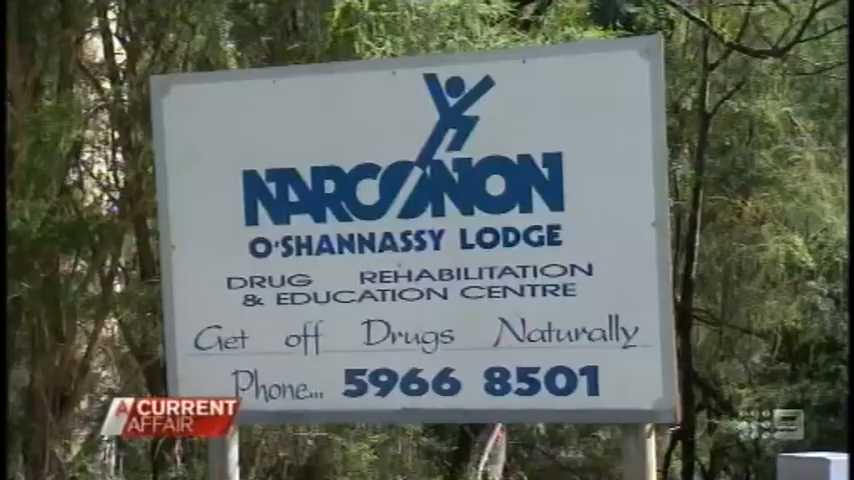 NARCONON
O'SHANNASSY LODGE
DRUG REHABILITATION
& EDUCATION CENTRE
Get off Drugs Naturally
Phone... 5966 8501
A CURRENT
AFFAIR
9